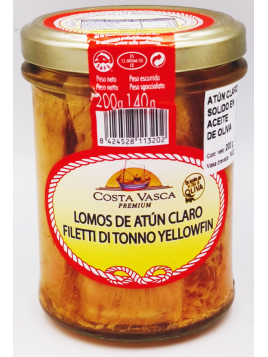 Peso neto Peso escurrido
Peso netto Peso sgocciolato
200g 140g
8 424528 113202
COSTA VASCA
PREMIUM
OLIVA
LOMOS DE ATÚN CLARO
FILETTI DI TONNO YELLOWFIN
ATÚN CLARO
SOLIDO EN
ACEITE
DE OLIVA